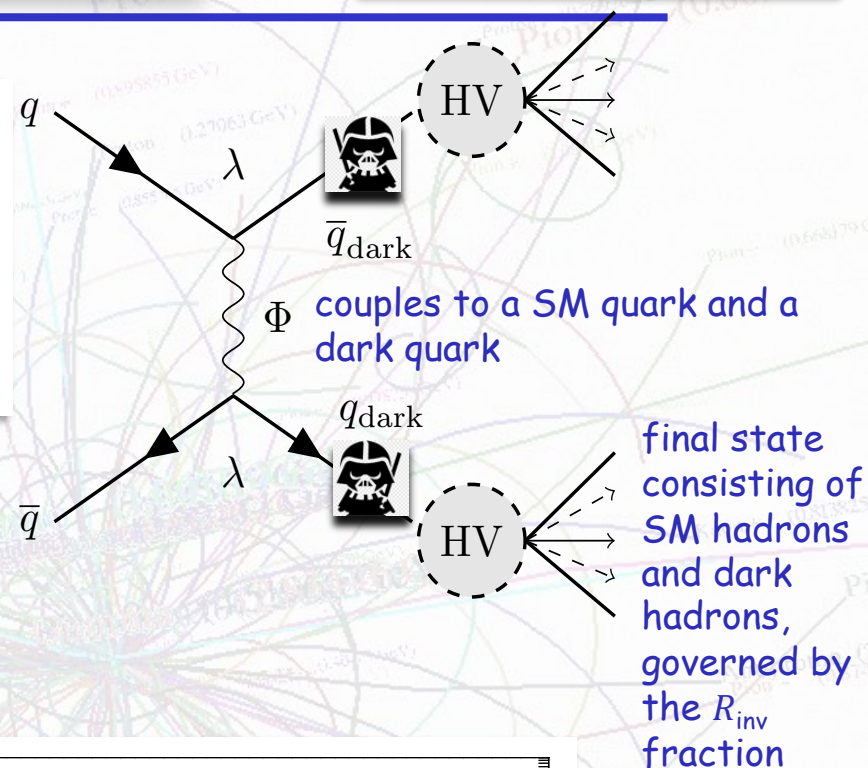 q
λ
HV
q̅dark
Φ
couples to a SM quark and a
dark quark
qdark
λ
q̅
HV
final state
consisting of
SM hadrons
and dark
hadrons,
governed by
the Rinv
fraction